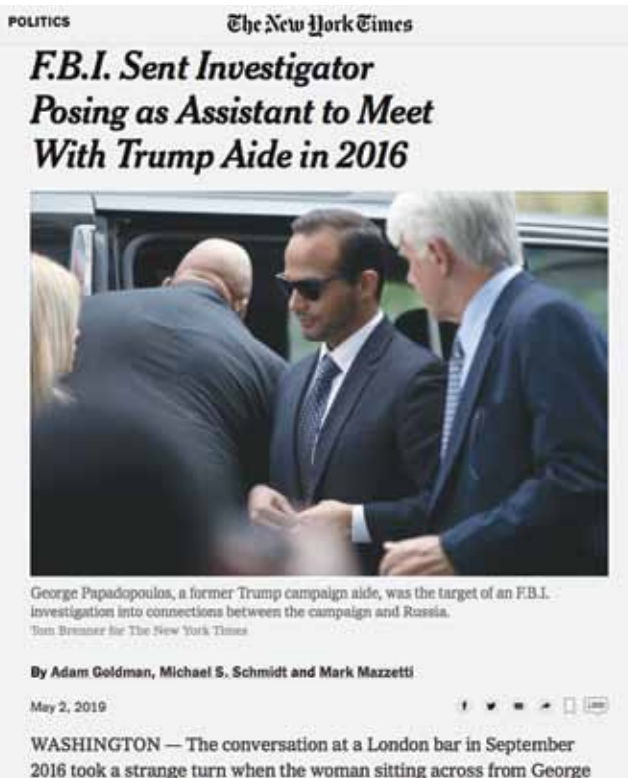 POLITICS
The New York Times
F.B.I. Sent Investigator
Posing as Assistant to Meet
With Trump Aide in 2016
George Papadopoulos, a former Trump campaign aide, was the target of an F.B.I.
investigation into connections between the campaign and Russia.
Tom Brenner for The New York Times
By Adam Goldman, Michael S. Schmidt and Mark Mazzetti
May 2, 2019
WASHINGTON — The conversation at a London bar in September
2016 took a strange turn when the woman sitting across from George